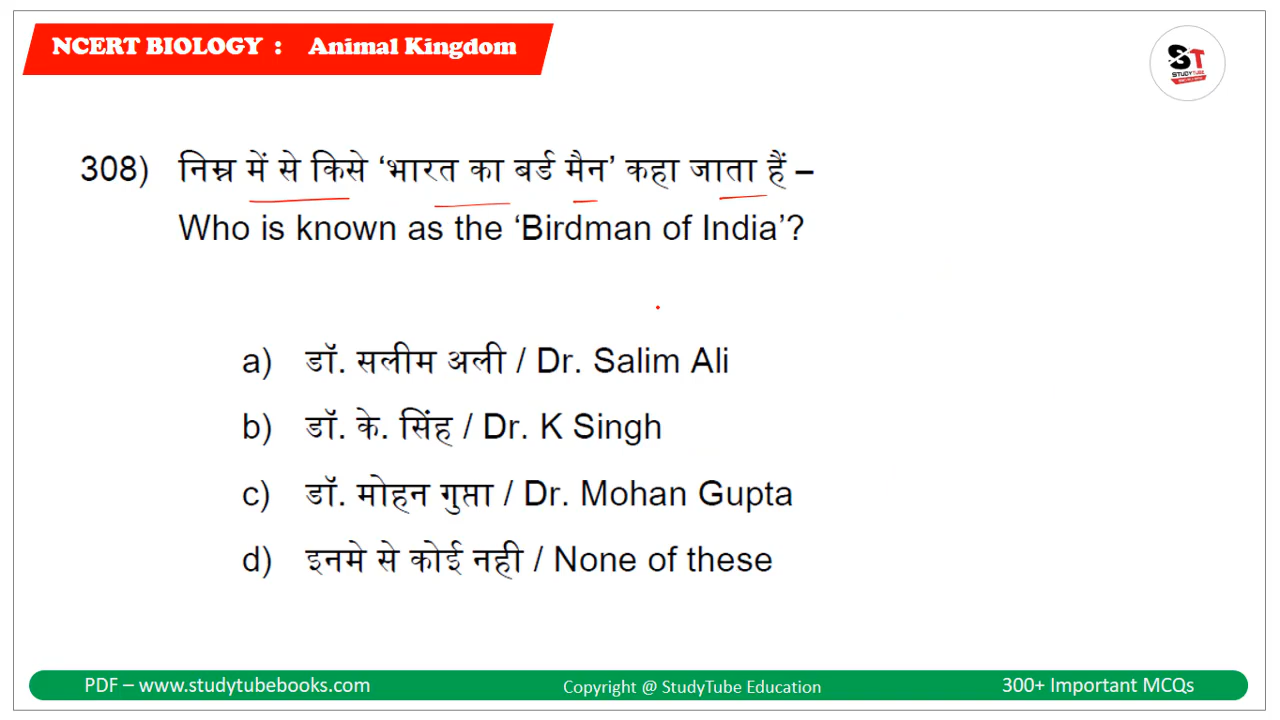 NCERT BIOLOGY : Animal Kingdom
ST
STUDYTUBE
308) निम्न में से किसे ‘भारत का बर्ड मैन’ कहा जाता हैं –
Who is known as the ‘Birdman of India’?
a) डॉ. सलीम अली / Dr. Salim Ali
b) डॉ. के. सिंह / Dr. K Singh
c) डॉ. मोहन गुप्ता / Dr. Mohan Gupta
d) इनमे से कोई नही / None of these
PDF – www.studytubebooks.com Copyright @ StudyTube Education 300+ Important MCQs